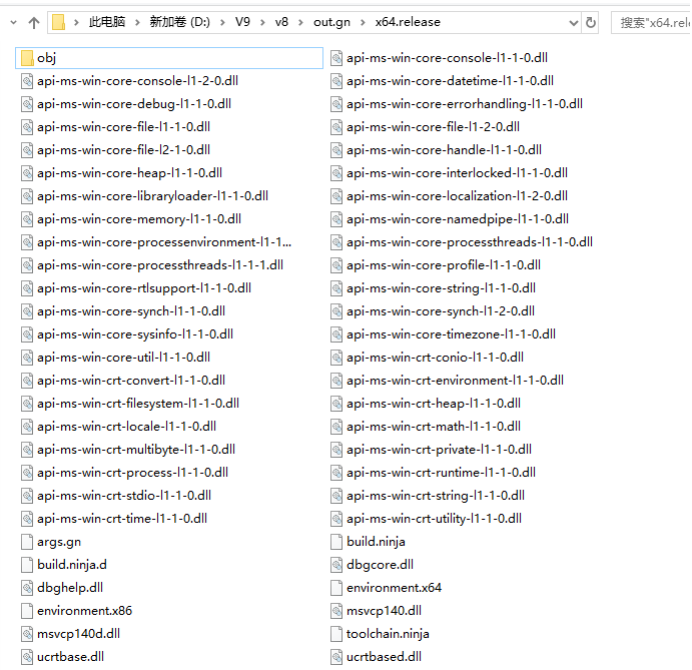 此电脑 > 新加卷 (D:) > V9 > v8 > out.gn > x64.release 搜索"x64.rele
obj api-ms-win-core-console-l1-1-0.dll
api-ms-win-core-console-l1-2-0.dll api-ms-win-core-datetime-l1-1-0.dll
api-ms-win-core-debug-l1-1-0.dll api-ms-win-core-errorhandling-l1-1-0.dll
api-ms-win-core-file-l1-1-0.dll api-ms-win-core-file-l1-2-0.dll
api-ms-win-core-file-l2-1-0.dll api-ms-win-core-handle-l1-1-0.dll
api-ms-win-core-heap-l1-1-0.dll api-ms-win-core-interlocked-l1-1-0.dll
api-ms-win-core-libraryloader-l1-1-0.dll api-ms-win-core-localization-l1-2-0.dll
api-ms-win-core-memory-l1-1-0.dll api-ms-win-core-namedpipe-l1-1-0.dll
api-ms-win-core-processenvironment-l1-1... api-ms-win-core-processthreads-l1-1-0.dll
api-ms-win-core-processthreads-l1-1-1.dll api-ms-win-core-profile-l1-1-0.dll
api-ms-win-core-rtlsupport-l1-1-0.dll api-ms-win-core-string-l1-1-0.dll
api-ms-win-core-synch-l1-1-0.dll api-ms-win-core-synch-l1-2-0.dll
api-ms-win-core-sysinfo-l1-1-0.dll api-ms-win-core-timezone-l1-1-0.dll
api-ms-win-core-util-l1-1-0.dll api-ms-win-crt-conio-l1-1-0.dll
api-ms-win-crt-convert-l1-1-0.dll api-ms-win-crt-environment-l1-1-0.dll
api-ms-win-crt-filesystem-l1-1-0.dll api-ms-win-crt-heap-l1-1-0.dll
api-ms-win-crt-locale-l1-1-0.dll api-ms-win-crt-math-l1-1-0.dll
api-ms-win-crt-multibyte-l1-1-0.dll api-ms-win-crt-private-l1-1-0.dll
api-ms-win-crt-process-l1-1-0.dll api-ms-win-crt-runtime-l1-1-0.dll
api-ms-win-crt-stdio-l1-1-0.dll api-ms-win-crt-string-l1-1-0.dll
api-ms-win-crt-time-l1-1-0.dll api-ms-win-crt-utility-l1-1-0.dll
args.gn build.ninja
build.ninja.d dbgcore.dll
dbghelp.dll environment.x64
environment.x86 msvcp140.dll
msvcp140d.dll toolchain.ninja
ucrtbase.dll ucrtbased.dll